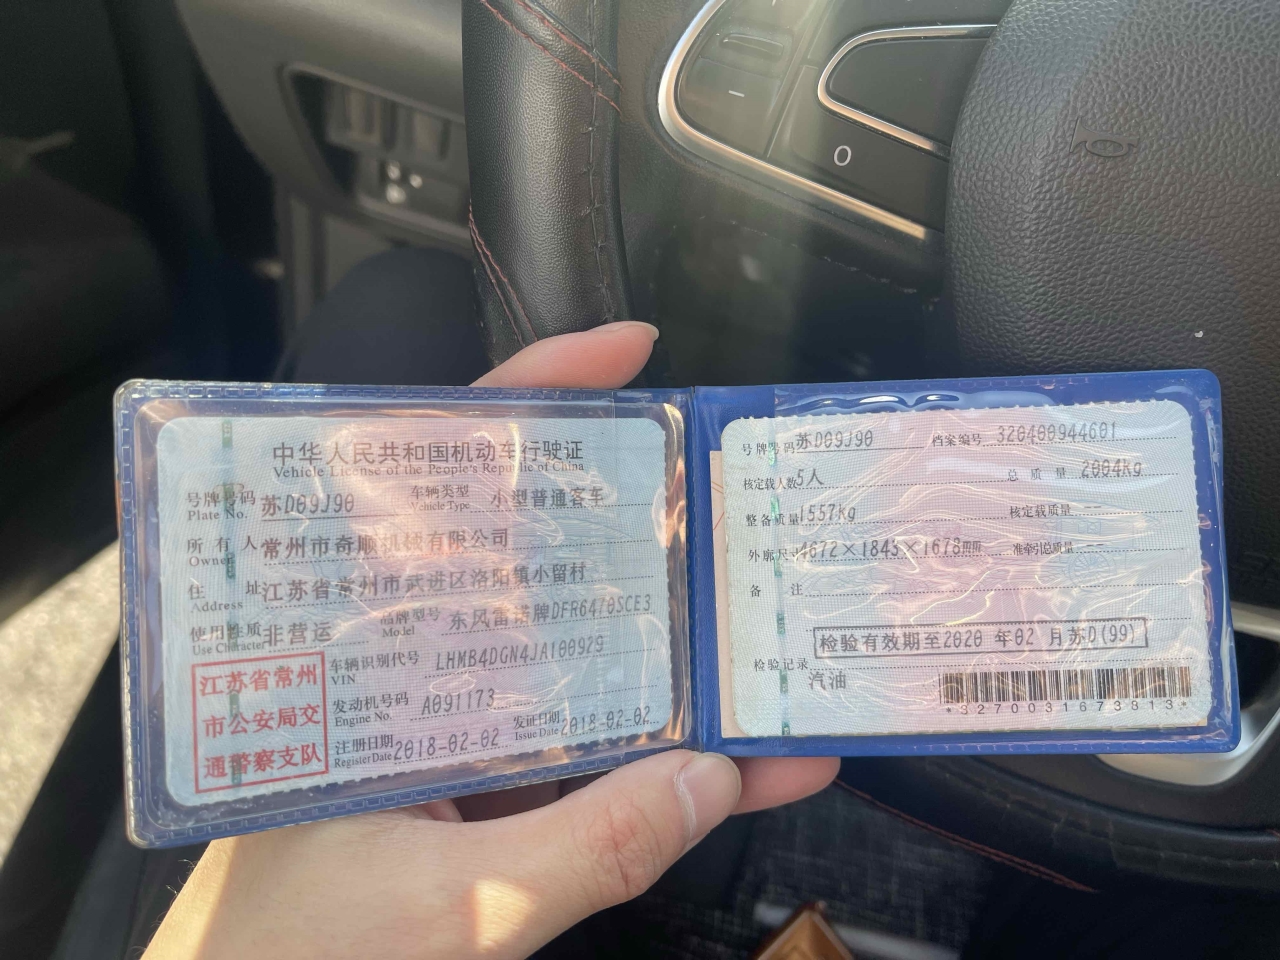 中华人民共和国机动车行驶证
Vehicle License of the People's Republic of China
号牌号码 苏D09J90 车辆类型 小型普通客车
Plate No. Vehicle Type
所有人 常州市奇顺机械有限公司
Owner
住址 江苏省常州市武进区洛阳镇小留村
Address
使用性质 非营运 品牌型号 东风雷诺牌DFR6470SCE3
Use Character Model
江苏省常州
市公安局交
通警察支队
车辆识别代号 LHMB4DGN4JA100929
VIN
发动机号码 A091173
Engine No.
注册日期 2018-02-02 发证日期 2018-02-02
Register Date Issue Date
号牌号码 苏D09J90 档案编号 320400944601
核定载人数 5人 总质量 2004kg
整备质量 1557kg 核定载质量 --
外廓尺寸 4672×1845×1678 准牵引总质量
备注
检验有效期至2020年02月苏D(99)
检验记录
汽油
*3270031673813*